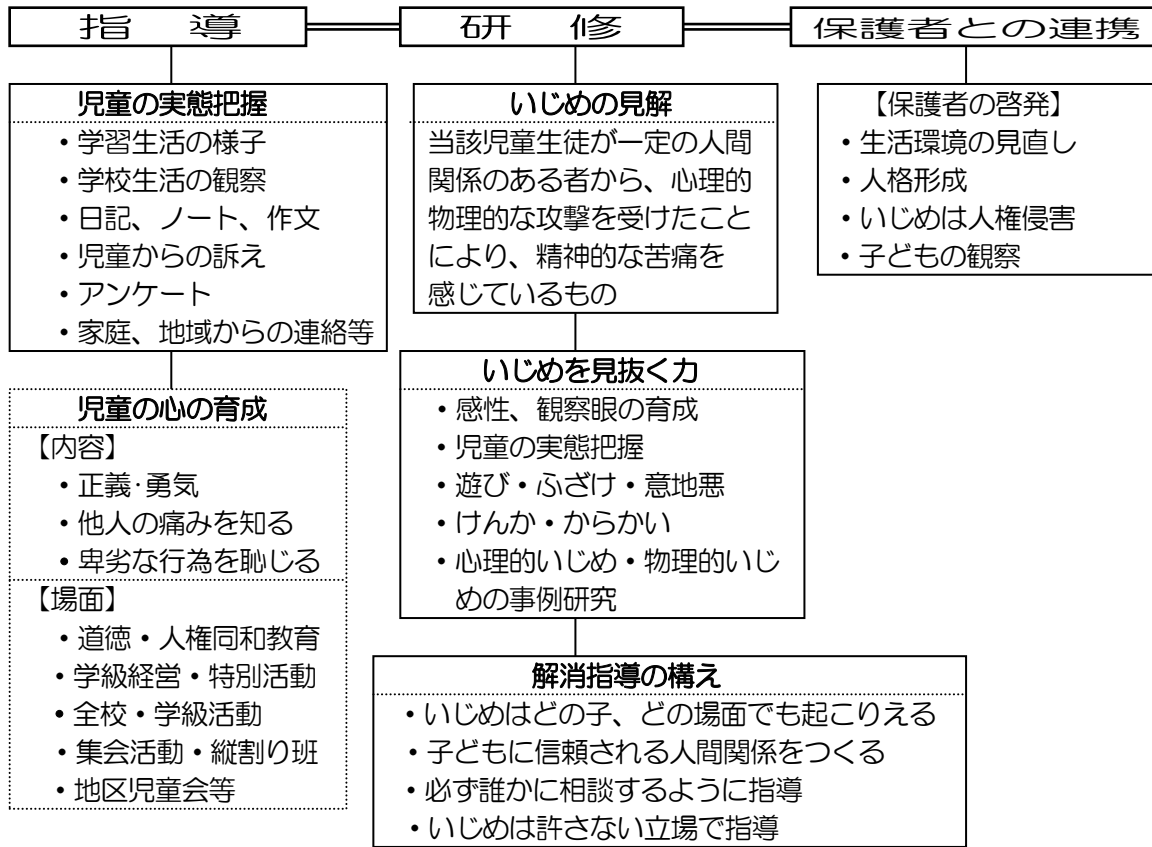 指　導
研　修
保護者との連携
児童の実態把握
・学習生活の様子
・学校生活の観察
・日記、ノート、作文
・児童からの訴え
・アンケート
・家庭、地域からの連絡等
児童の心の育成
【内容】
・正義･勇気
・他人の痛みを知る
・卑劣な行為を恥じる
【場面】
・道徳・人権同和教育
・学級経営・特別活動
・全校・学級活動
・集会活動・縦割り班
・地区児童会等
いじめの見解
当該児童生徒が一定の人間
関係のある者から、心理的
物理的な攻撃を受けたこと
により、精神的な苦痛を
感じているもの
いじめを見抜く力
・感性、観察眼の育成
・児童の実態把握
・遊び・ふざけ・意地悪
・けんか・からかい
・心理的いじめ・物理的いじ
めの事例研究
解消指導の構え
・いじめはどの子、どの場面でも起こりえる
・子どもに信頼される人間関係をつくる
・必ず誰かに相談するように指導
・いじめは許さない立場で指導
【保護者の啓発】
・生活環境の見直し
・人格形成
・いじめは人権侵害
・子どもの観察